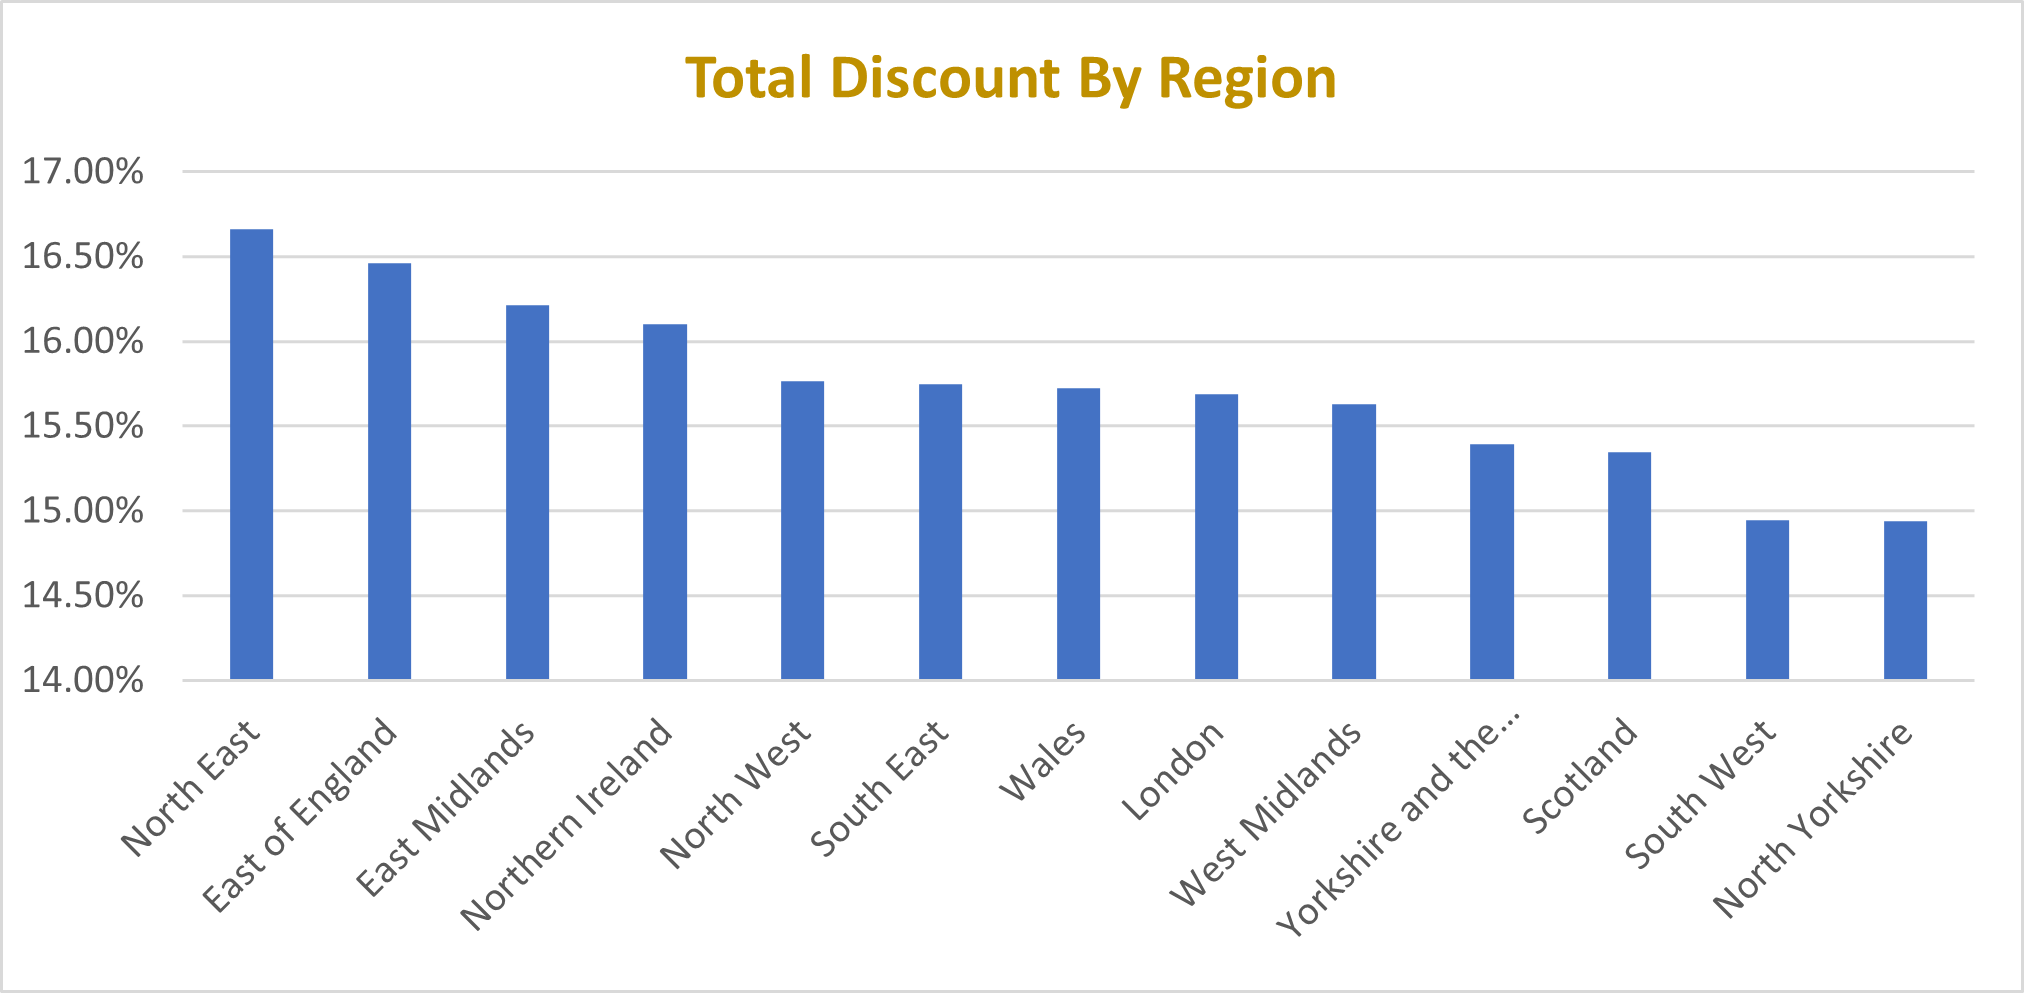 Total Discount By Region
17.00%
16.50%
16.00%
15.50%
15.00%
14.50%
14.00%
North East
East of England
East Midlands
Northern Ireland
North West
South East
Wales
London
West Midlands
Yorkshire and the...
Scotland
South West
North Yorkshire